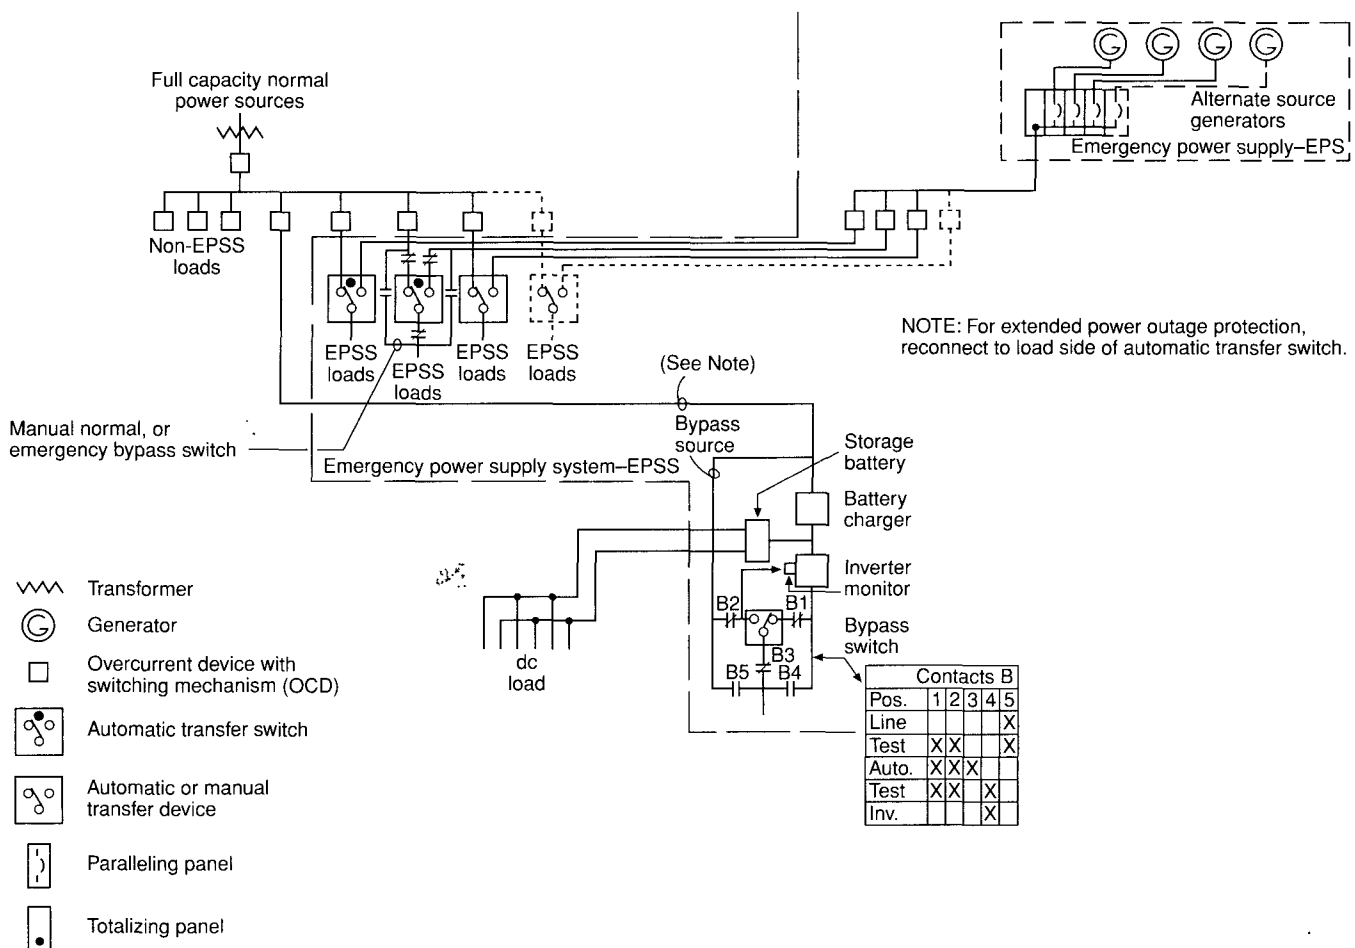 Full capacity normal
power sources
G G G G
Alternate source
generators
Emergency power supply–EPS
Non-EPSS
loads
EPSS
loads
EPSS
loads
EPSS
loads
EPSS
loads
NOTE: For extended power outage protection,
reconnect to load side of automatic transfer switch.
(See Note)
Manual normal, or
emergency bypass switch
Bypass
source
Emergency power supply system–EPSS
Storage
battery
Battery
charger
Inverter
monitor
B2 B1
Bypass
switch
B3
B5 B4
dc
load
Contacts B
Pos. 1 2 3 4 5
Line X
Test X X X
Auto. X X X
Test X X X
Inv. X
Transformer
G Generator
Overcurrent device with
switching mechanism (OCD)
Automatic transfer switch
Automatic or manual
transfer device
Paralleling panel
Totalizing panel